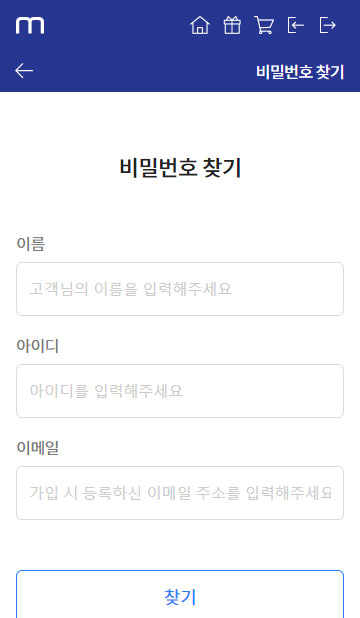 m
비밀번호 찾기
비밀번호 찾기
이름
고객님의 이름을 입력해주세요
아이디
아이디를 입력해주세요
이메일
가입 시 등록하신 이메일 주소를 입력해주세요
찾기